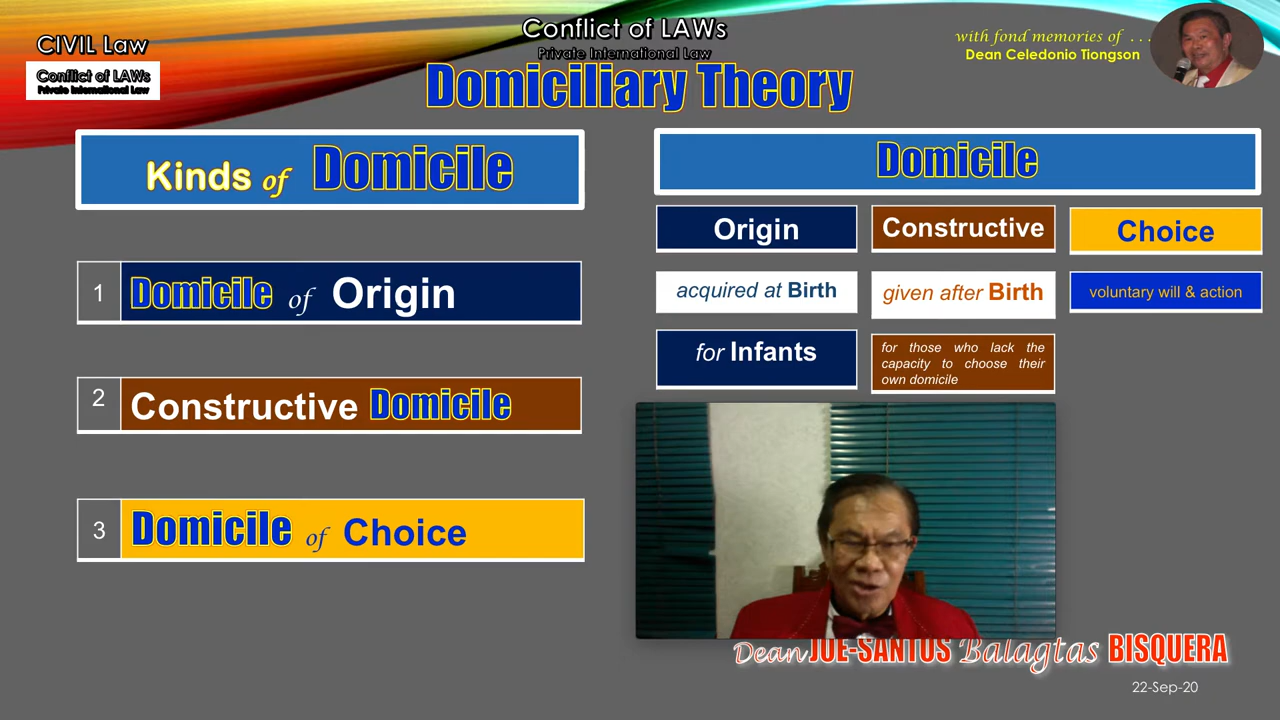 CIVIL Law
Conflict of LAWs
Private International Law
Conflict of LAWs
Private International Law
Domiciliary Theory
with fond memories of . . .
Dean Celedonio Tiongson
Kinds of Domicile
1 Domicile of Origin
2 Constructive Domicile
3 Domicile of Choice
Domicile
Origin
acquired at Birth
for Infants
Constructive
given after Birth
for those who lack the
capacity to choose their
own domicile
Choice
voluntary will & action
Dean JOE-SANTOS Balagtas BISQUERA
22-Sep-20